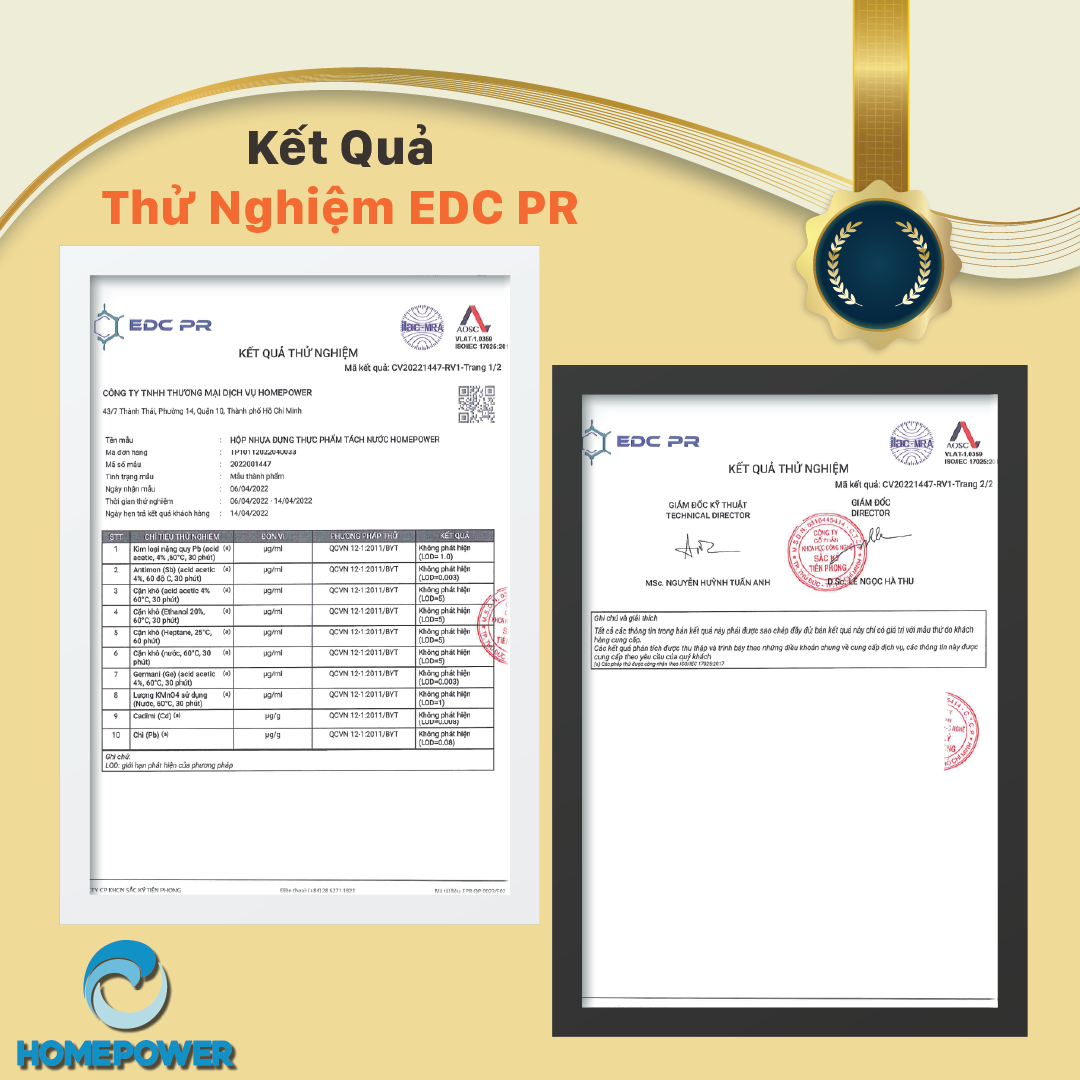 Kết Quả
Thử Nghiệm EDC PR
EDC PR
ilac-MRA
AOSC
VLAT-1.0359
ISO/IEC 17025:201
KẾT QUẢ THỬ NGHIỆM
Mã kết quả: CV20221447-RV1-Trang 1/2
CÔNG TY TNHH THƯƠNG MẠI DỊCH VỤ HOMEPOWER
43/7 Thành Thái, Phường 14, Quận 10, Thành phố Hồ Chí Minh
Tên mẫu : HỘP NHỰA ĐỰNG THỰC PHẨM TÁCH NƯỚC HOMEPOWER
Mã đơn hàng :
Mã số mẫu : 2022001447
Tình trạng mẫu : Mẫu thành phẩm
Ngày nhận mẫu : 06/04/2022
Thời gian thử nghiệm : 06/04/2022 - 14/04/2022
Ngày hẹn trả kết quả khách hàng : 14/04/2022
STT CHỈ TIÊU THỬ NGHIỆM ĐƠN VỊ PHƯƠNG PHÁP THỬ KẾT QUẢ
1 Kim loại nặng quy Pb (acid (a) µg/ml QCVN 12-1:2011/BYT Không phát hiện
acetic, 4% ,60°C, 30 phút) (LOD= 1.0)
2 Antimon (Sb) (acid acetic (a) µg/ml QCVN 12-1:2011/BYT Không phát hiện
4%, 60 độ C, 30 phút) (LOD=0.003)
3 Cặn khô (acid acetic 4% (a) µg/ml QCVN 12-1:2011/BYT Không phát hiện
60°C, 30 phút) (LOD=5)
4 Cặn khô (Ethanol 20%, (a) µg/ml QCVN 12-1:2011/BYT Không phát hiện
60°C, 30 phút) (LOD=5)
5 Cặn khô (Heptane, 25°C, (a) µg/ml QCVN 12-1:2011/BYT Không phát hiện
60 phút) (LOD=5)
6 Cặn khô (nước, 60°C, 30 (a) µg/ml QCVN 12-1:2011/BYT Không phát hiện
phút) (LOD=5)
7 Germani (Ge) (acid acetic (a) µg/ml QCVN 12-1:2011/BYT Không phát hiện
4%, 60°C, 30 phút) (LOD=0.003)
8 Lượng KMnO4 sử dụng (a) µg/ml QCVN 12-1:2011/BYT Không phát hiện
(Nước, 60°C, 30 phút) (LOD=1)
9 Cadimi (Cd) (a) µg/g QCVN 12-1:2011/BYT Không phát hiện
(LOD=0.008)
10 Chì (Pb) (a) µg/g QCVN 12-1:2011/BYT Không phát hiện
(LOD=0.08)
Ghi chú:
LOD: giới hạn phát hiện của phương pháp
TY CP KHCN SẮC KÝ TIÊN PHONG
EDC PR
ilac-MRA
AOSC
VLAT-1.0359
ISO/IEC 17025:20
KẾT QUẢ THỬ NGHIỆM
Mã kết quả: CV20221447-RV1-Trang 2/2
GIÁM ĐỐC KỸ THUẬT
TECHNICAL DIRECTOR
GIÁM ĐỐC
DIRECTOR
CÔNG TY
CỔ PHẦN
KHOA HỌC CÔNG NGHỆ
SẮC KÝ
TIÊN PHONG
MSc. NGUYỄN HUỲNH TUẤN ANH
LÊ NGỌC HÀ THU
Ghi chú và giải thích
Tất cả các thông tin trong bản kết quả này phải được sao chép đầy đủ bản kết quả này chỉ có giá trị với mẫu thử do khách
hàng cung cấp.
Các kết quả phân tích được thu thập và trình bày theo những điều khoản chung về cung cấp dịch vụ, các thông tin này được
cung cấp theo yêu cầu của quý khách
(a) Các phép thử được công nhận theo ISO/IEC 17025:2017
HOMEPOWER